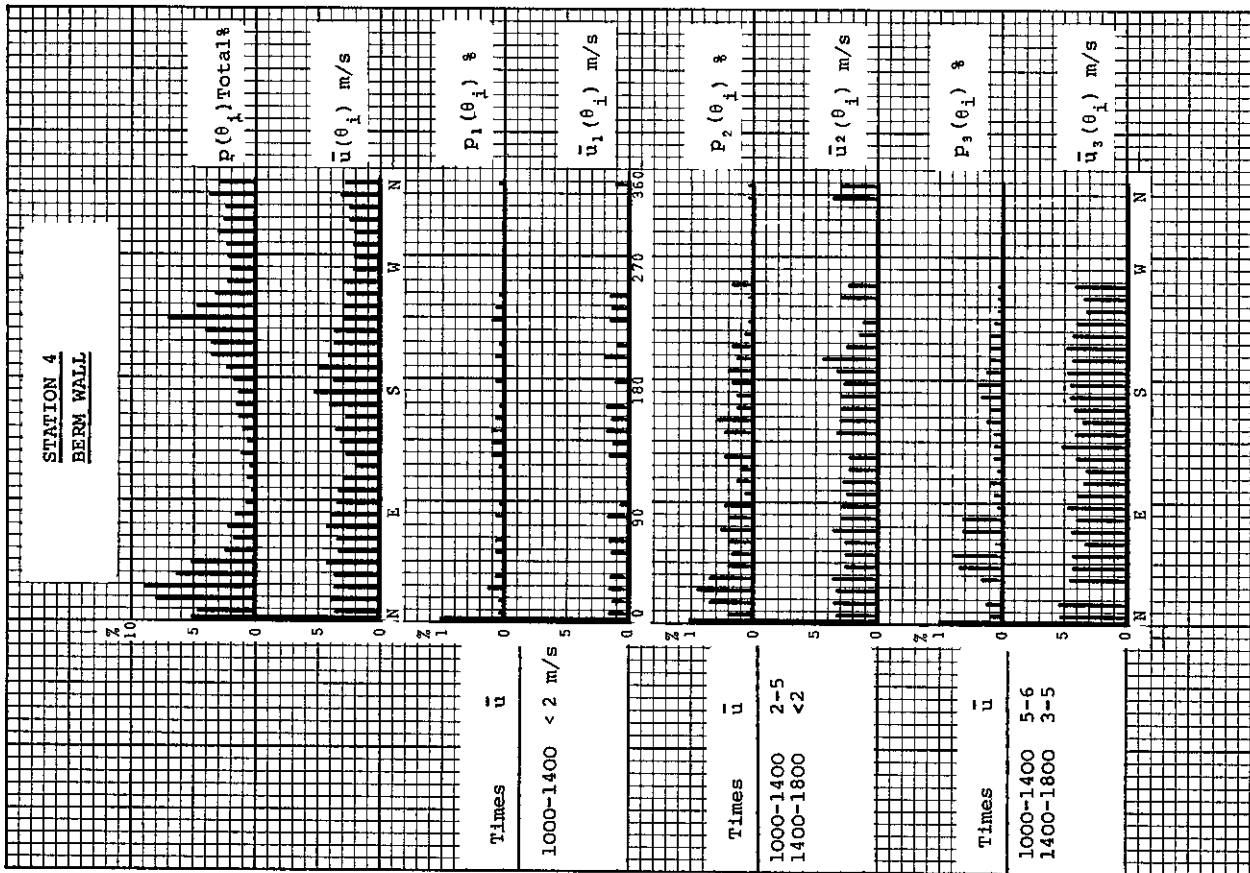 STATION 4
BERM WALL
% 10
5
0
p(θi)Total%
5
0
ū(θi) m/s
N E S W N
Times ū
1000-1400 < 2 m/s
% 1
0
p1(θi) %
5
0
ū1(θi) m/s
0 90 180 270 360
Times ū
1000-1400 2-5
1400-1800 <2
% 1
0
p2(θi) %
5
0
ū2(θi) m/s
Times ū
1000-1400 5-6
1400-1800 3-5
% 1
0
p3(θi) %
5
0
ū3(θi) m/s
N E S W N